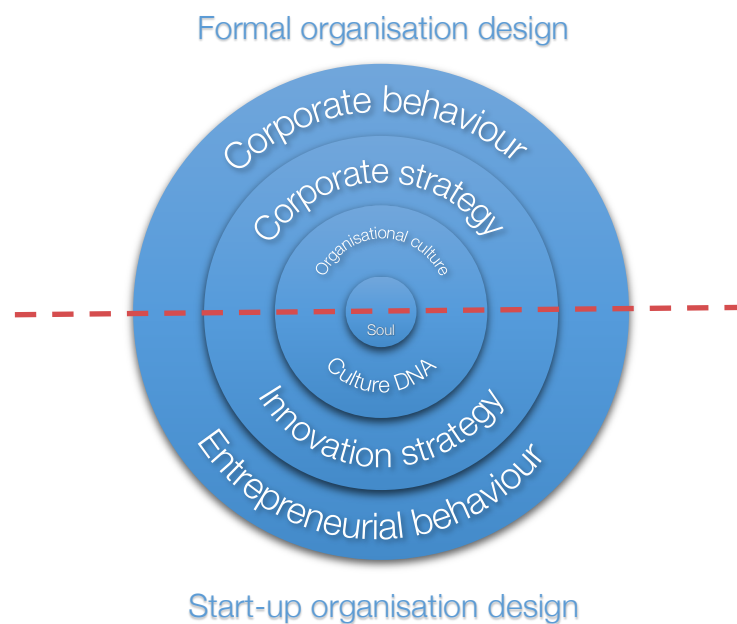 Formal organisation design
Corporate behaviour
Corporate strategy
Organisational culture
Soul
Culture DNA
Innovation strategy
Entrepreneurial behaviour
Start-up organisation design